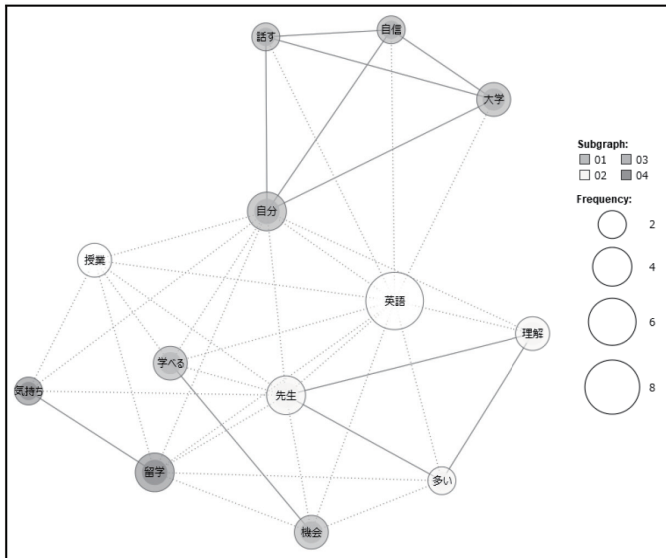 話す
自信
大学
自分
授業
英語
理解
学べる
先生
気持ち
留学
多い
機会
Subgraph:
01 03
02 04
Frequency:
2
4
6
8